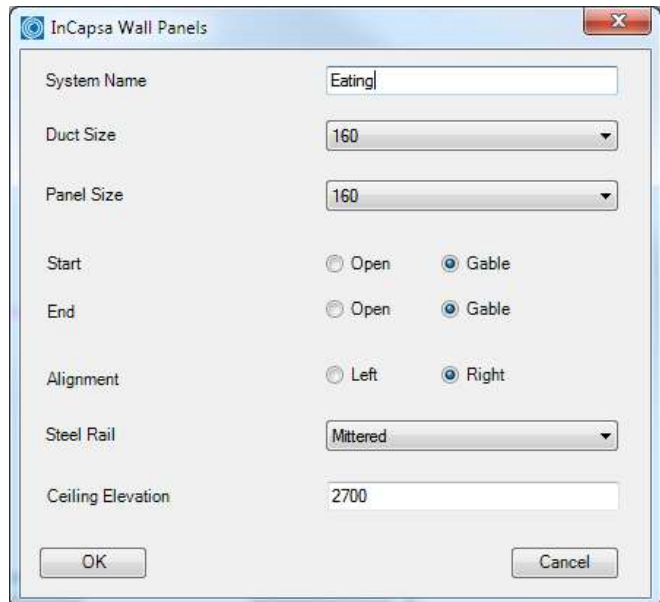 InCapsa Wall Panels
System Name Eating
Duct Size 160
Panel Size 160
Start Open Gable
End Open Gable
Alignment Left Right
Steel Rail Mittered
Ceiling Elevation 2700
OK Cancel